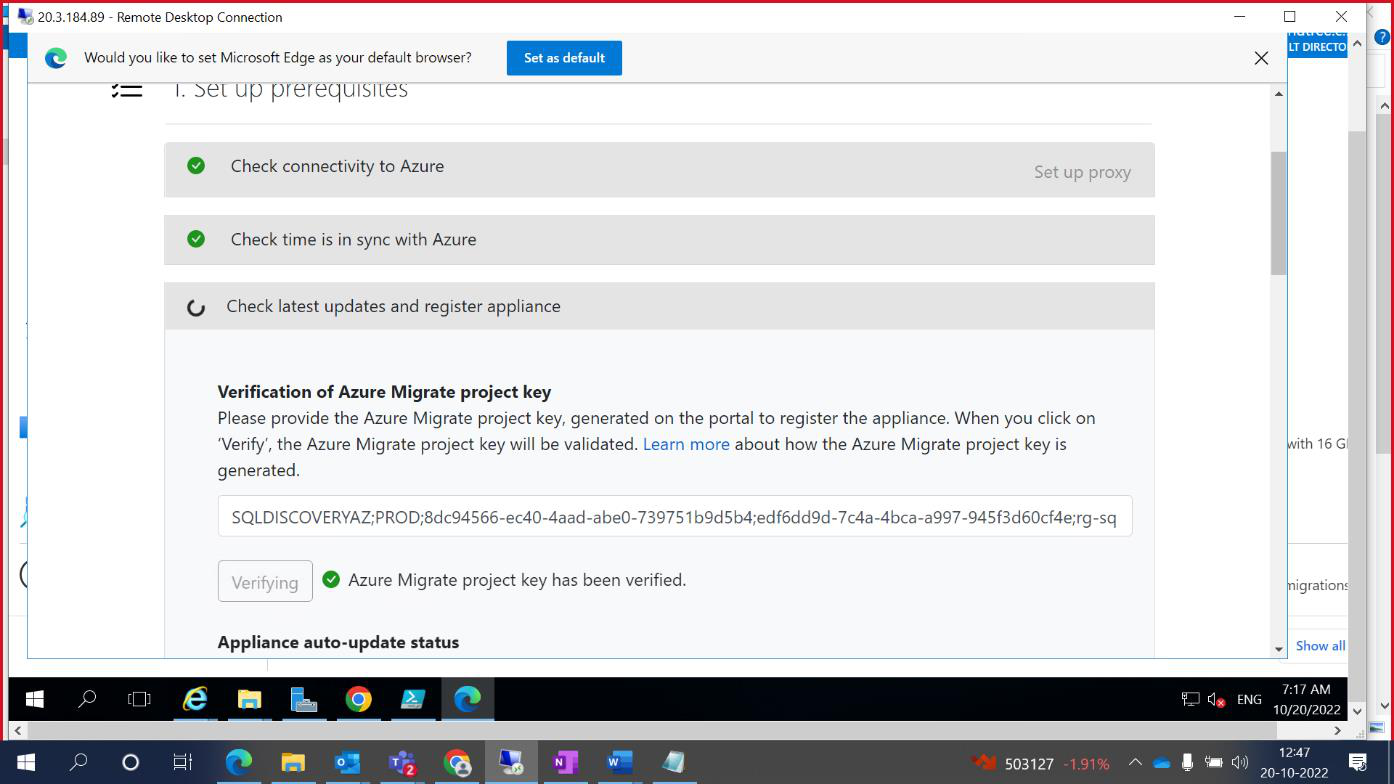 20.3.184.89 - Remote Desktop Connection
Would you like to set Microsoft Edge as your default browser?
Set as default
LT DIRECTO
1. Set up prerequisites
Check connectivity to Azure
Set up proxy
Check time is in sync with Azure
Check latest updates and register appliance
Verification of Azure Migrate project key
Please provide the Azure Migrate project key, generated on the portal to register the appliance. When you click on
'Verify', the Azure Migrate project key will be validated. Learn more about how the Azure Migrate project key is
generated.
with 16 G
SQLDISCOVERYAZ;PROD;8dc94566-ec40-4aad-abe0-739751b9d5b4;edf6dd9d-7c4a-4bca-a997-945f3d60cf4e;rg-sq
Verifying
Azure Migrate project key has been verified.
migrations
Appliance auto-update status
Show all
ENG
7:17 AM
10/20/2022
2
503127 -1.91%
12:47
20-10-2022